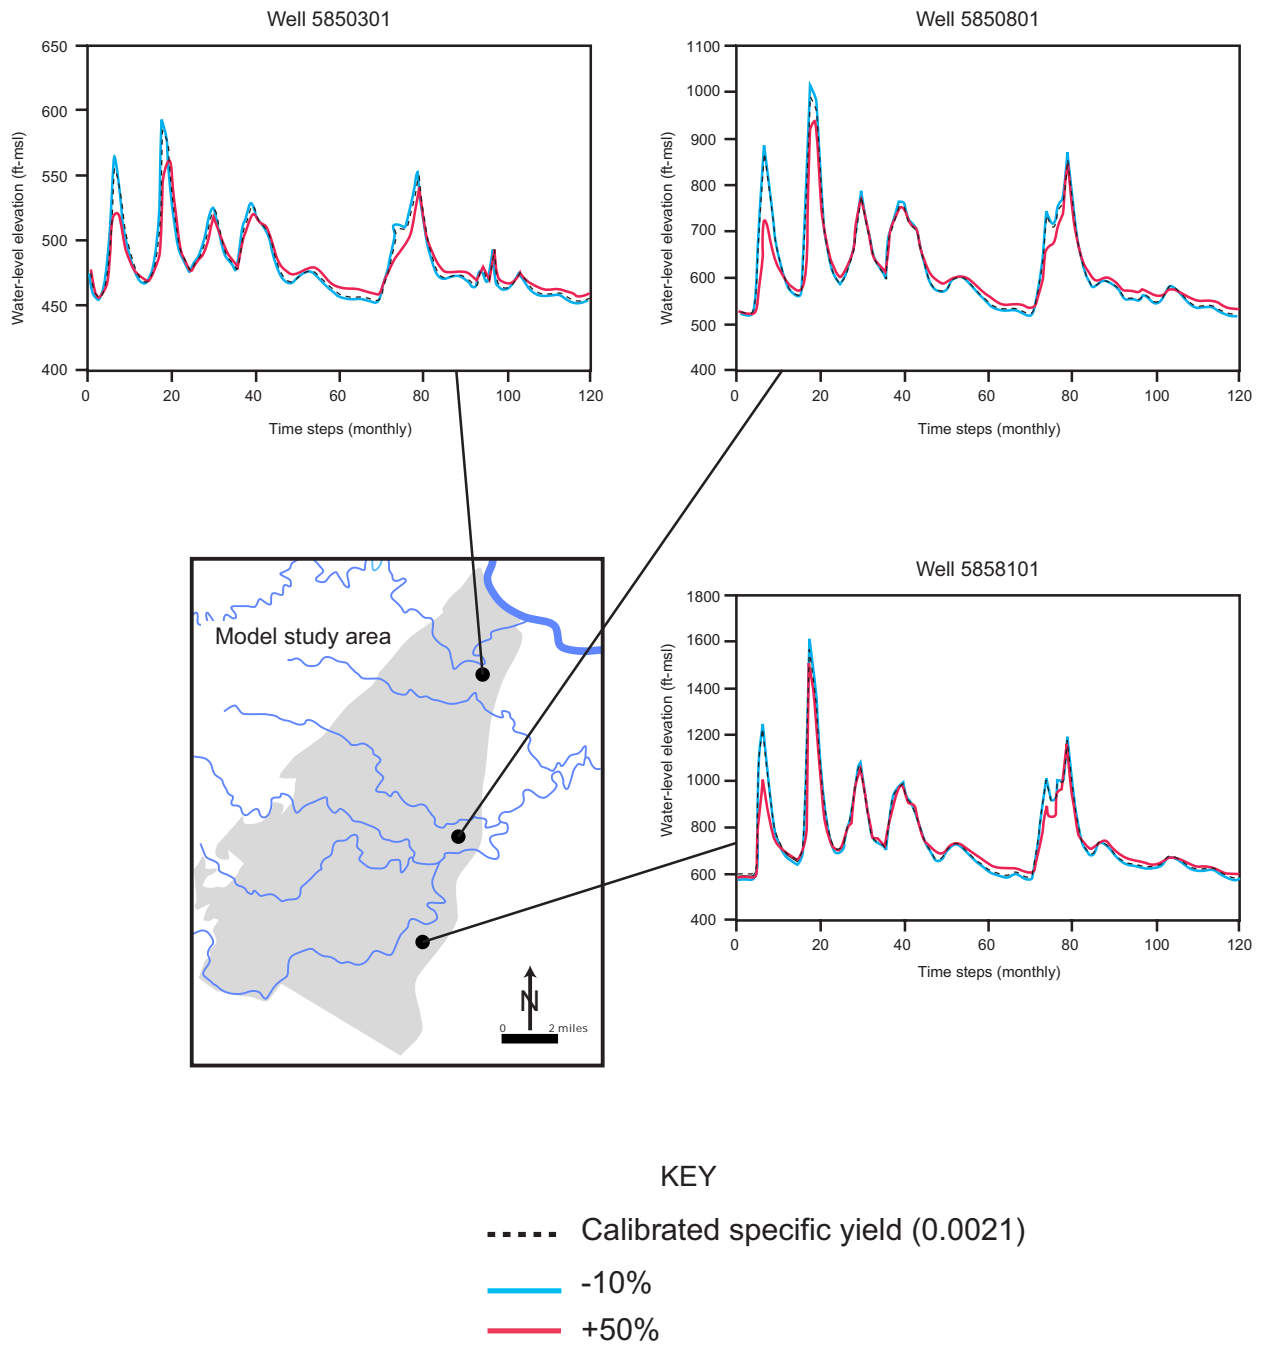 Well 5850301
650
600
550
500
450
400
Water-level elevation (ft-msl)
0 20 40 60 80 100 120
Time steps (monthly)
Well 5850801
1100
1000
900
800
700
600
500
400
Water-level elevation (ft-msl)
0 20 40 60 80 100 120
Time steps (monthly)
Model study area
N
0 2 miles
Well 5858101
1800
1600
1400
1200
1000
800
600
400
Water-level elevation (ft-msl)
0 20 40 60 80 100 120
Time steps (monthly)
KEY
Calibrated specific yield (0.0021)
-10%
+50%